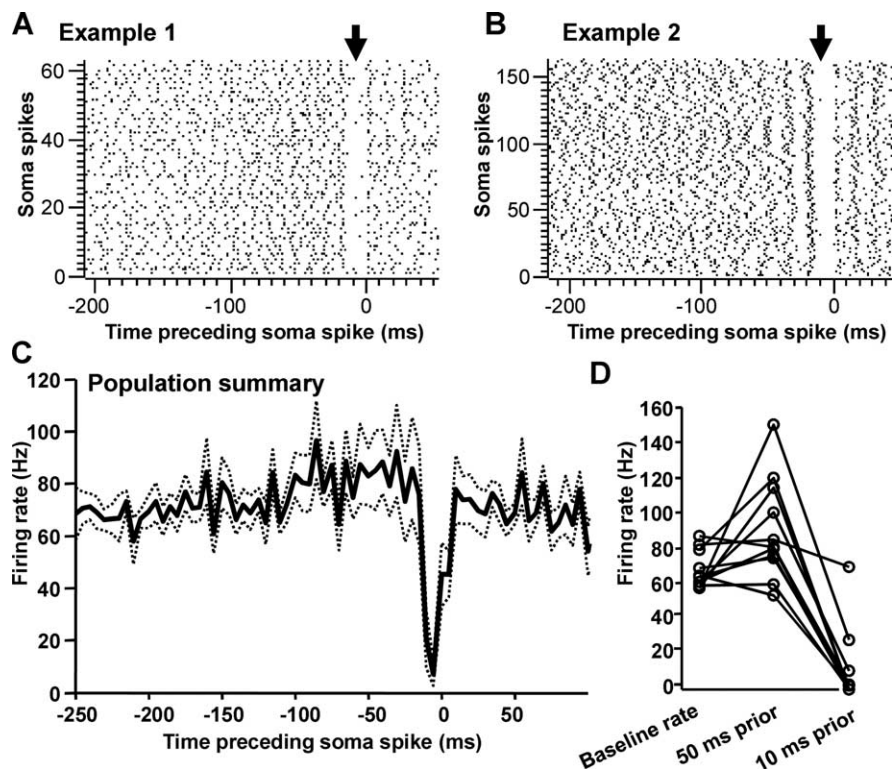 A Example 1
Soma spikes
60
40
20
0
-200 -100 0
Time preceding soma spike (ms)
B Example 2
Soma spikes
150
100
50
0
-200 -100 0
Time preceding soma spike (ms)
C Population summary
Firing rate (Hz)
120
100
80
60
40
20
0
-250 -200 -150 -100 -50 0 50
Time preceding soma spike (ms)
D
Firing rate (Hz)
160
140
120
100
80
60
40
20
0
Baseline rate
50 ms prior
10 ms prior